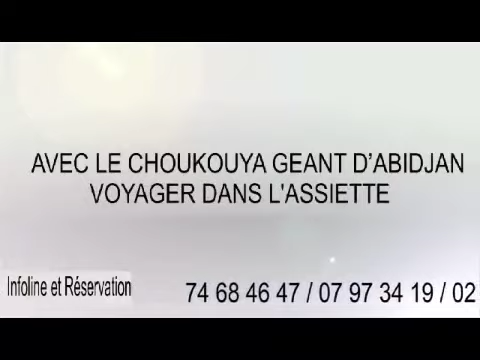 AVEC LE CHOUKOUYA GEANT D’ABIDJAN
VOYAGER DANS L'ASSIETTE
Infoline et Réservation
74 68 46 47 / 07 97 34 19 / 02